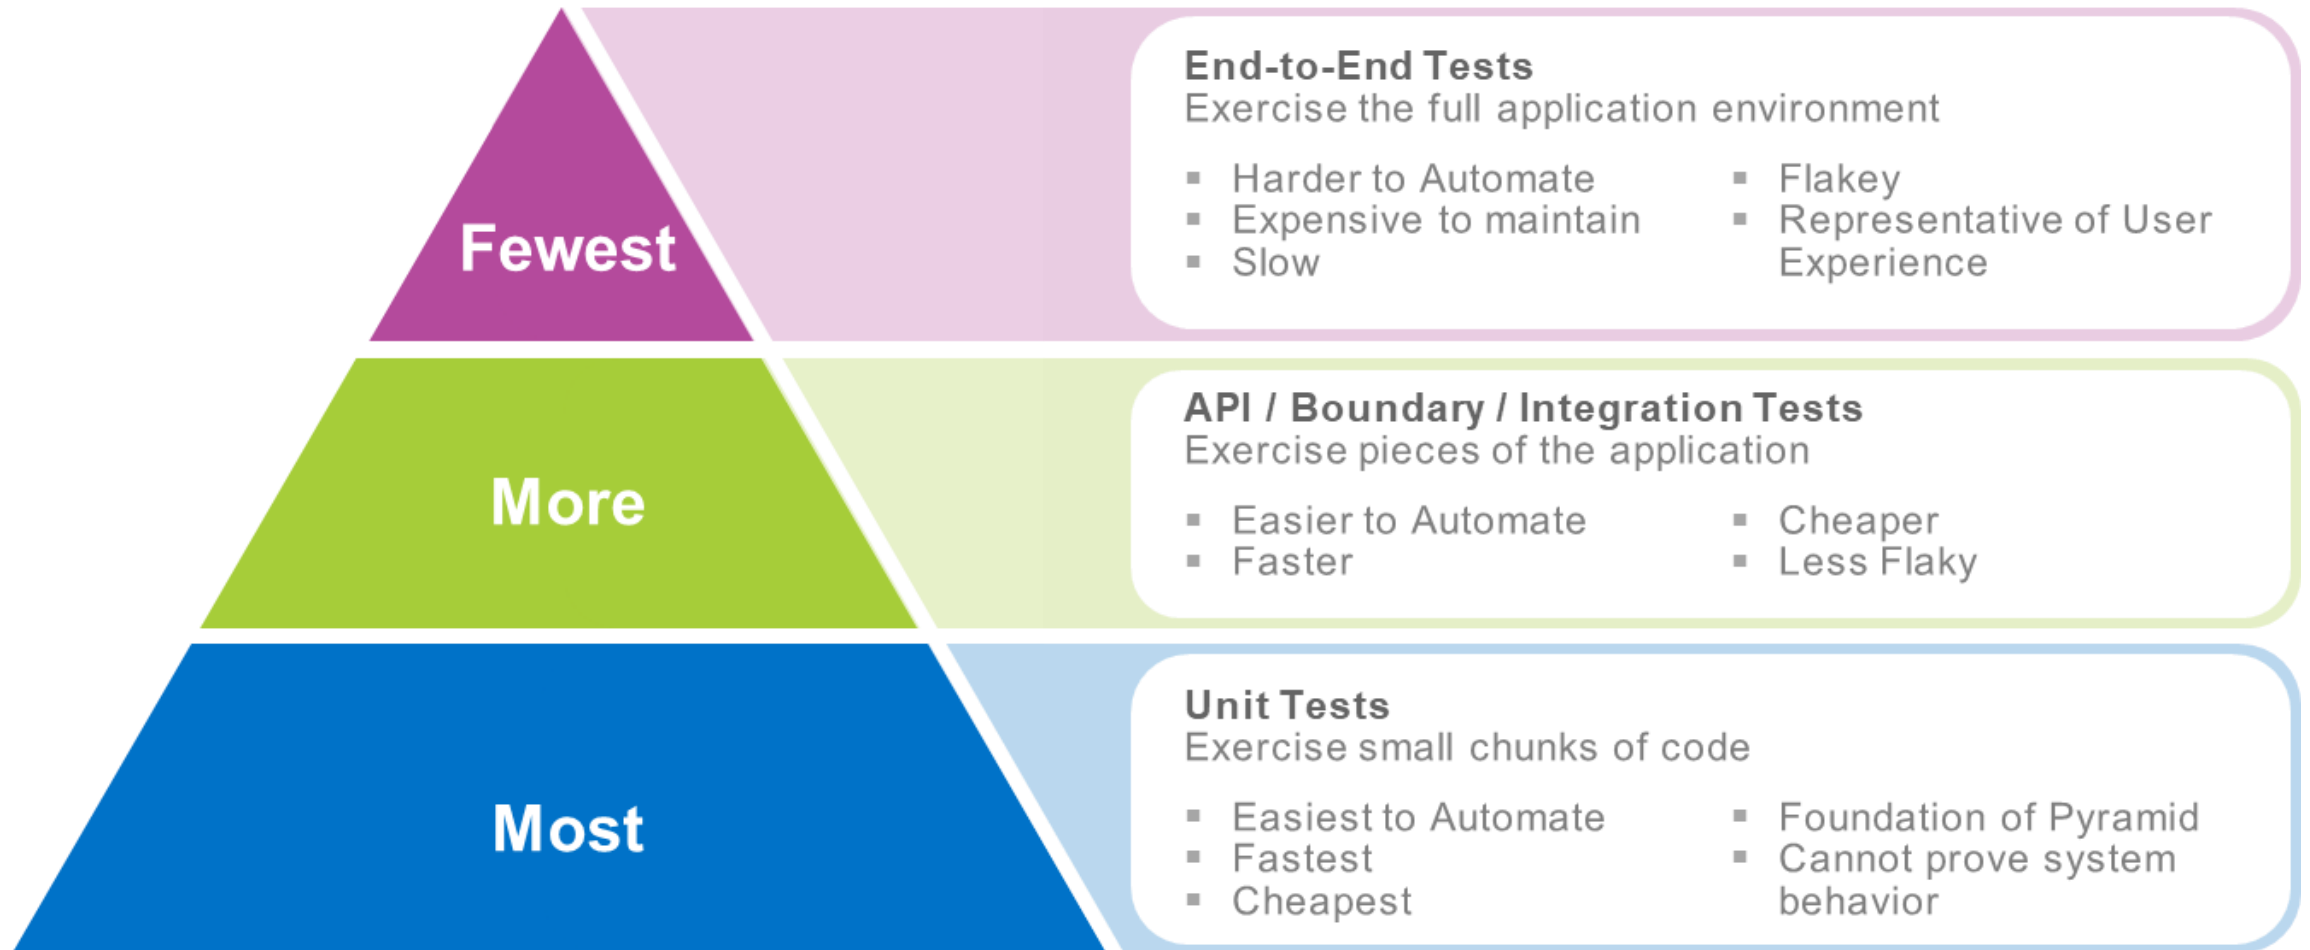 Fewest
End-to-End Tests
Exercise the full application environment
Harder to Automate
Expensive to maintain
Slow
Flakey
Representative of User
Experience
More
API / Boundary / Integration Tests
Exercise pieces of the application
Easier to Automate
Faster
Cheaper
Less Flaky
Most
Unit Tests
Exercise small chunks of code
Easiest to Automate
Fastest
Cheapest
Foundation of Pyramid
Cannot prove system
behavior